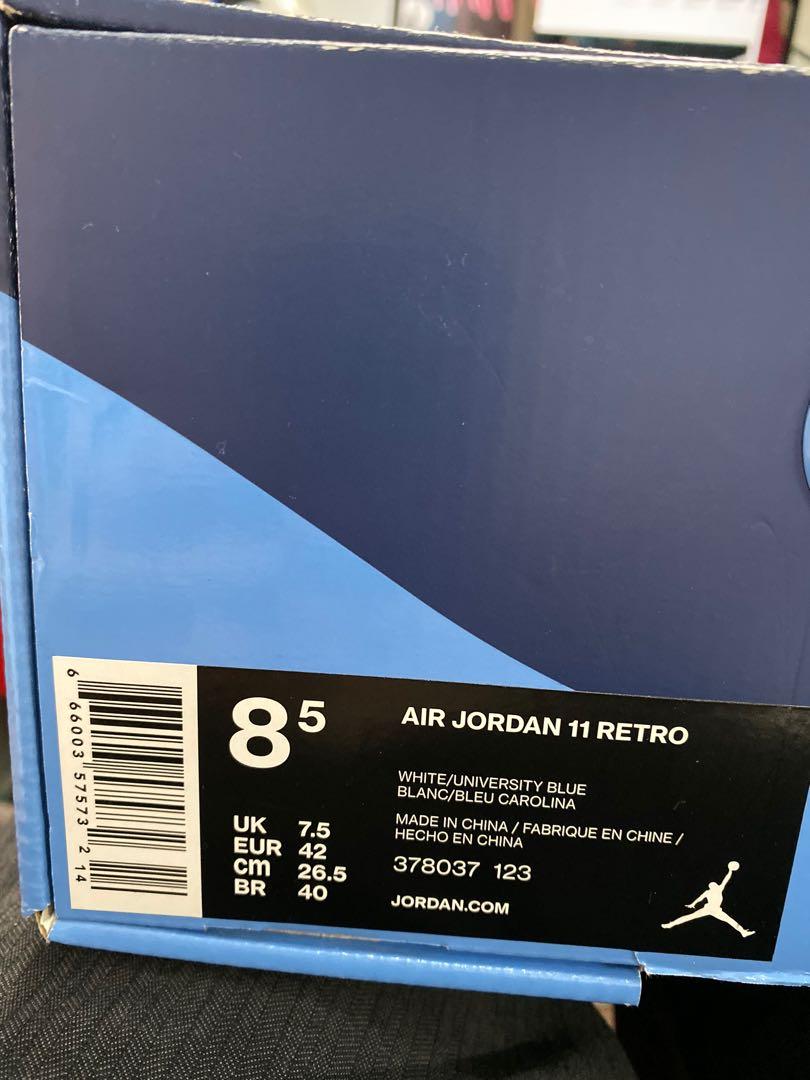 6 66003 57573 2 14
8 5
UK 7.5
EUR 42
cm 26.5
BR 40
AIR JORDAN 11 RETRO
WHITE/UNIVERSITY BLUE
BLANC/BLEU CAROLINA
MADE IN CHINA / FABRIQUE EN CHINE /
HECHO EN CHINA
378037 123
JORDAN.COM